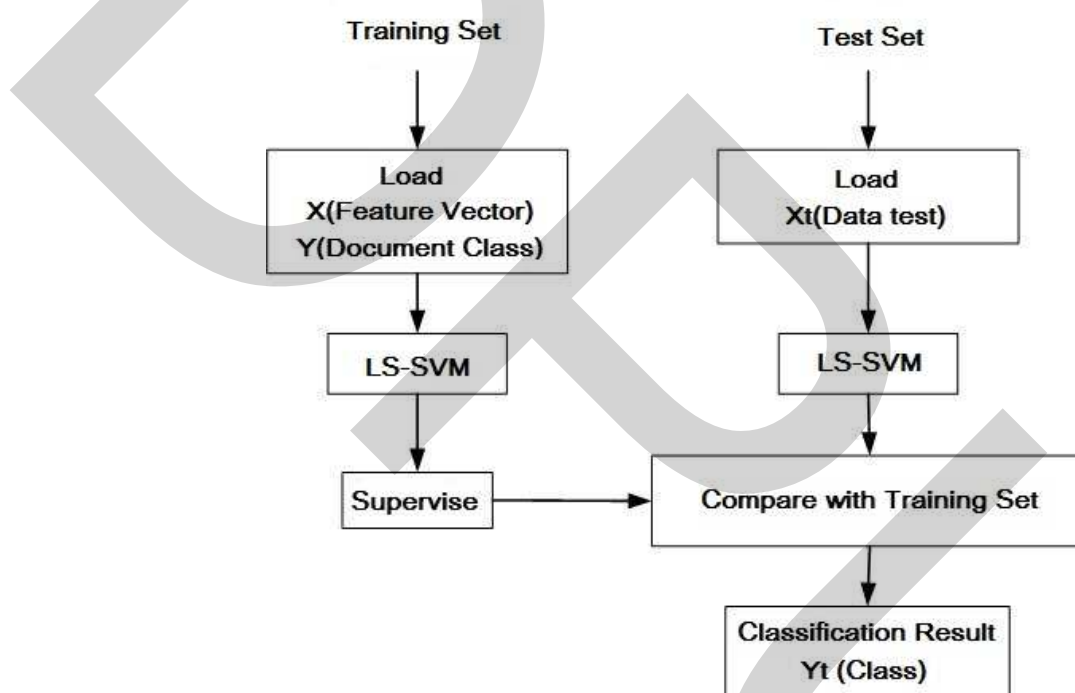 Training Set
Test Set
Load
X(Feature Vector)
Y(Document Class)
Load
Xt(Data test)
LS-SVM
LS-SVM
Supervise
Compare with Training Set
Classification Result
Yt (Class)